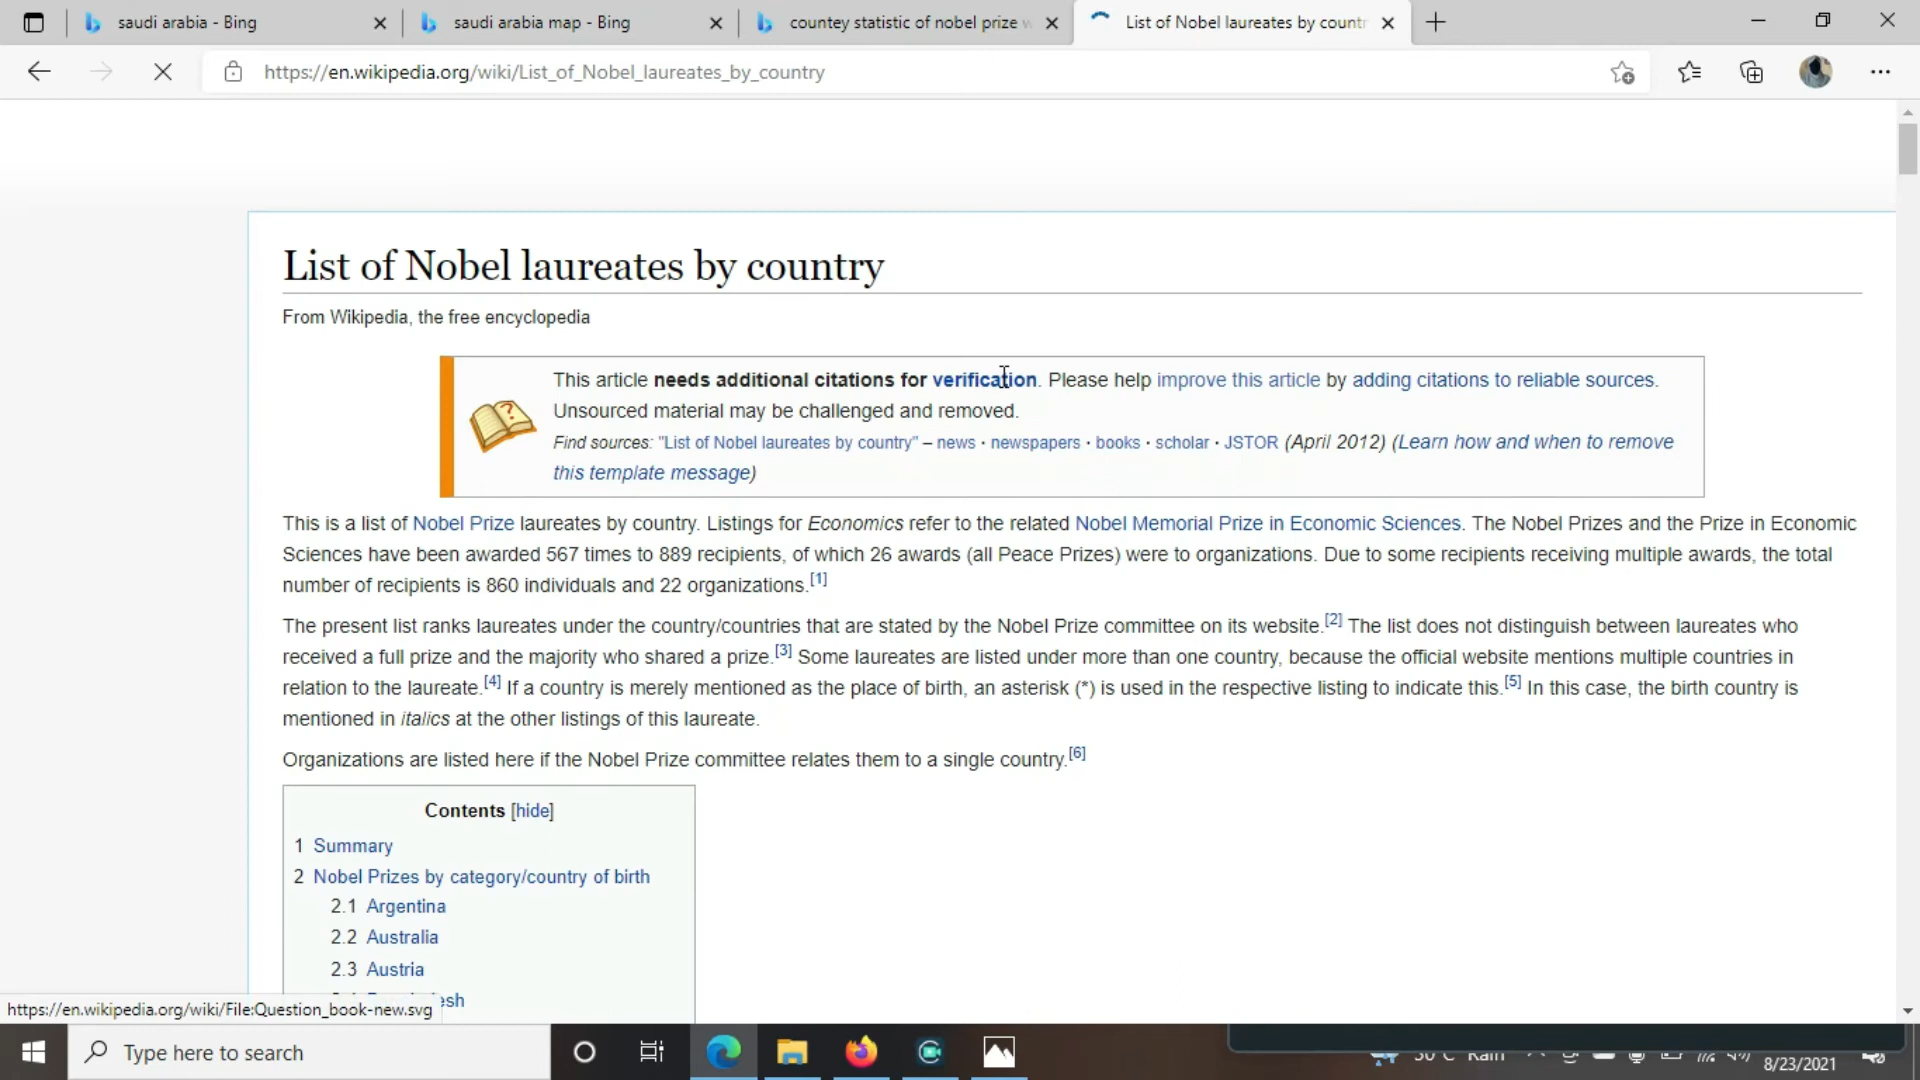 saudi arabia - Bing
saudi arabia map - Bing
countey statistic of nobel prize w
List of Nobel laureates by countr
https://en.wikipedia.org/wiki/List_of_Nobel_laureates_by_country
List of Nobel laureates by country
From Wikipedia, the free encyclopedia
This article needs additional citations for verification. Please help improve this article by adding citations to reliable sources.
Unsourced material may be challenged and removed.
Find sources: "List of Nobel laureates by country" – news · newspapers · books · scholar · JSTOR (April 2012) (Learn how and when to remove
this template message)
This is a list of Nobel Prize laureates by country. Listings for Economics refer to the related Nobel Memorial Prize in Economic Sciences. The Nobel Prizes and the Prize in Economic
Sciences have been awarded 567 times to 889 recipients, of which 26 awards (all Peace Prizes) were to organizations. Due to some recipients receiving multiple awards, the total
number of recipients is 860 individuals and 22 organizations.[1]
The present list ranks laureates under the country/countries that are stated by the Nobel Prize committee on its website.[2] The list does not distinguish between laureates who
received a full prize and the majority who shared a prize.[3] Some laureates are listed under more than one country, because the official website mentions multiple countries in
relation to the laureate.[4] If a country is merely mentioned as the place of birth, an asterisk (*) is used in the respective listing to indicate this.[5] In this case, the birth country is
mentioned in italics at the other listings of this laureate.
Organizations are listed here if the Nobel Prize committee relates them to a single country.[6]
Contents [hide]
1 Summary
2 Nobel Prizes by category/country of birth
2.1 Argentina
2.2 Australia
2.3 Austria
https://en.wikipedia.org/wiki/File:Question_book-new.svg
Type here to search
30°C Rain
8/23/2021